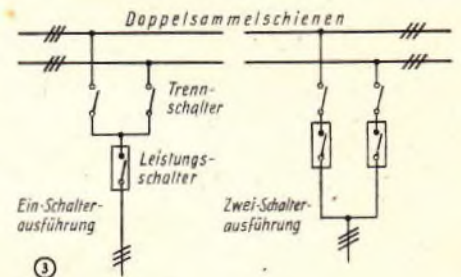 Doppelsammelschienen
Trenn-
schalter
Leistungs-
schalter
Ein-Schalter-
ausführung
Zwei-Schalter-
ausführung
3